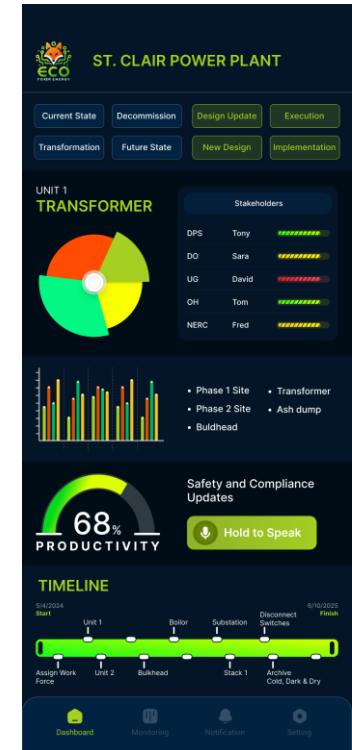 ECO
FOXER ENERGY
ST. CLAIR POWER PLANT
Current State
Decommission
Design Update
Execution
Transformation
Future State
New Design
Implementation
UNIT 1
TRANSFORMER
Stakeholders
DPS Tony
DO Sara
UG David
OH Tom
NERC Fred
• Phase 1 Site
• Phase 2 Site
• Buldhead
• Transformer
• Ash dump
68%
PRODUCTIVITY
Safety and Compliance
Updates
Hold to Speak
TIMELINE
5/4/2024
Start
6/10/2025
Finish
Unit 1
Boilor
Substation
Disconnect
Switches
Assign Work
Force
Unit 2
Bulkhead
Stack 1
Archive
Cold, Dark & Dry
Dashboard
Monitoring
Notification
Setting